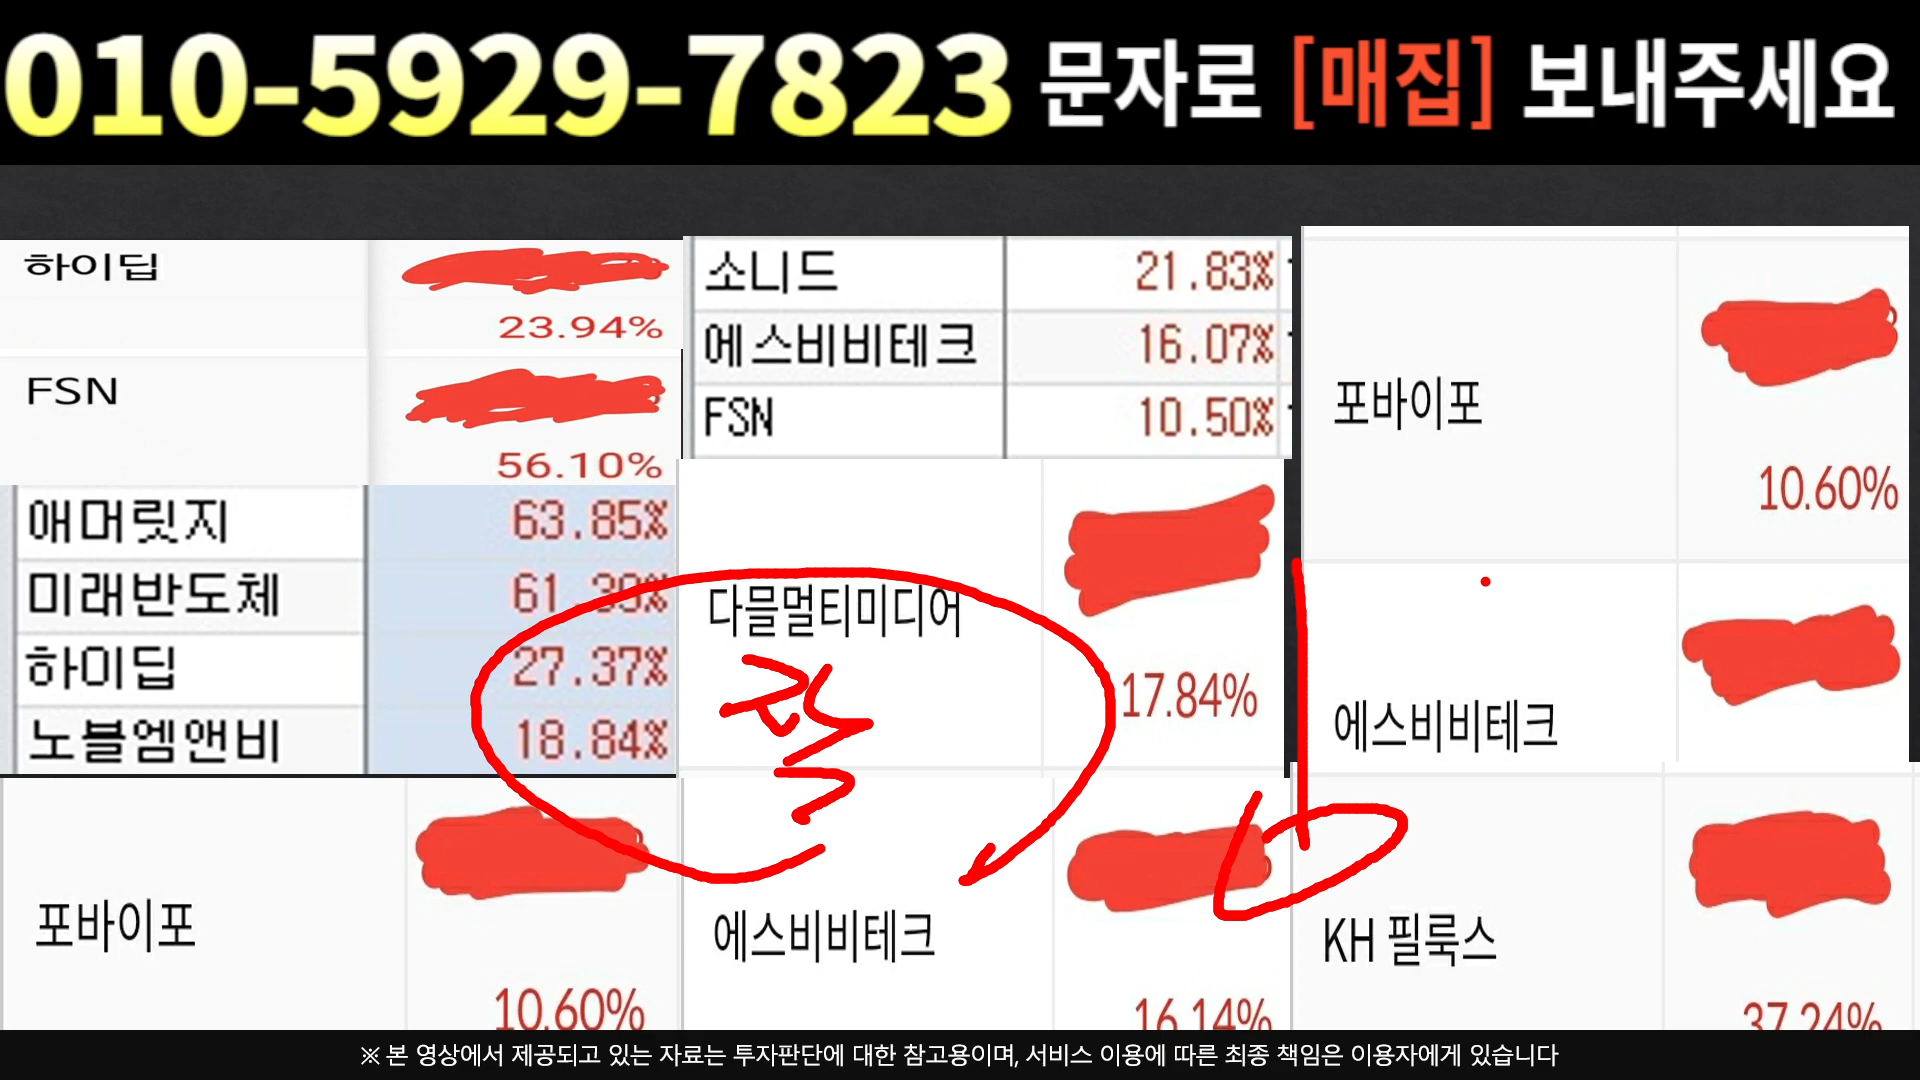 010-5929-7823 문자로 [매집] 보내주세요
하이딥
23.94%
FSN
56.10%
소니드 21.83%
에스비비테크 16.07%
FSN 10.50%
포바이포
10.60%
애머릿지 63.85%
미래반도체 61.39%
하이딥 27.37%
노블엠앤비 18.84%
다믈멀티미디어
17.84%
에스비비테크
포바이포
10.60%
에스비비테크
16.14%
KH 필룩스
37.24%
※ 본 영상에서 제공되고 있는 자료는 투자판단에 대한 참고용이며, 서비스 이용에 따른 최종 책임은 이용자에게 있습니다